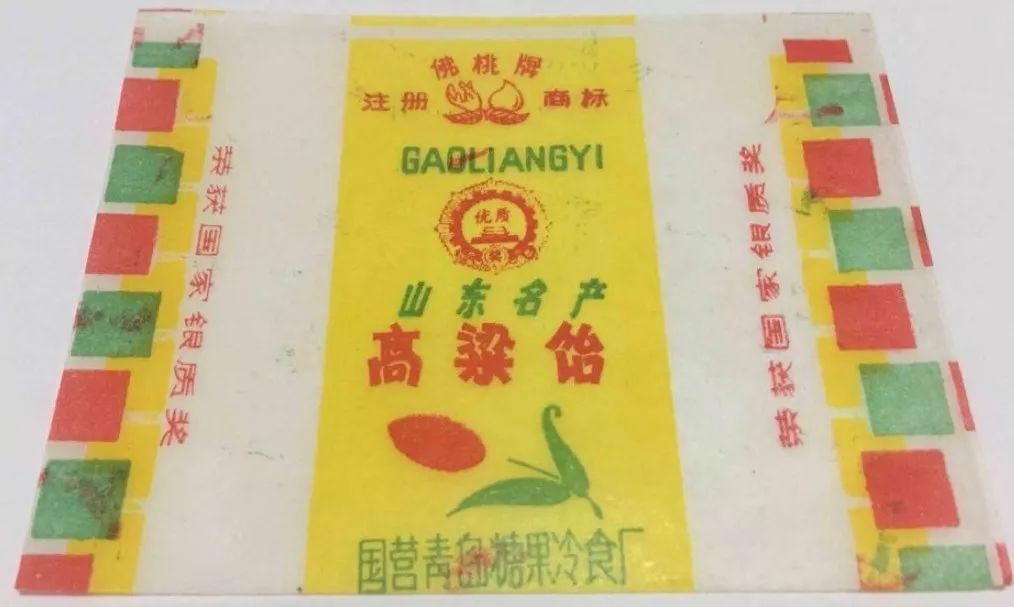 佛桃牌
注册 商标
GAOLIANGYI
优质
奖
山东名产
高粱饴
国营青岛糖果冷食厂
荣获国家银质奖
荣获国家银质奖